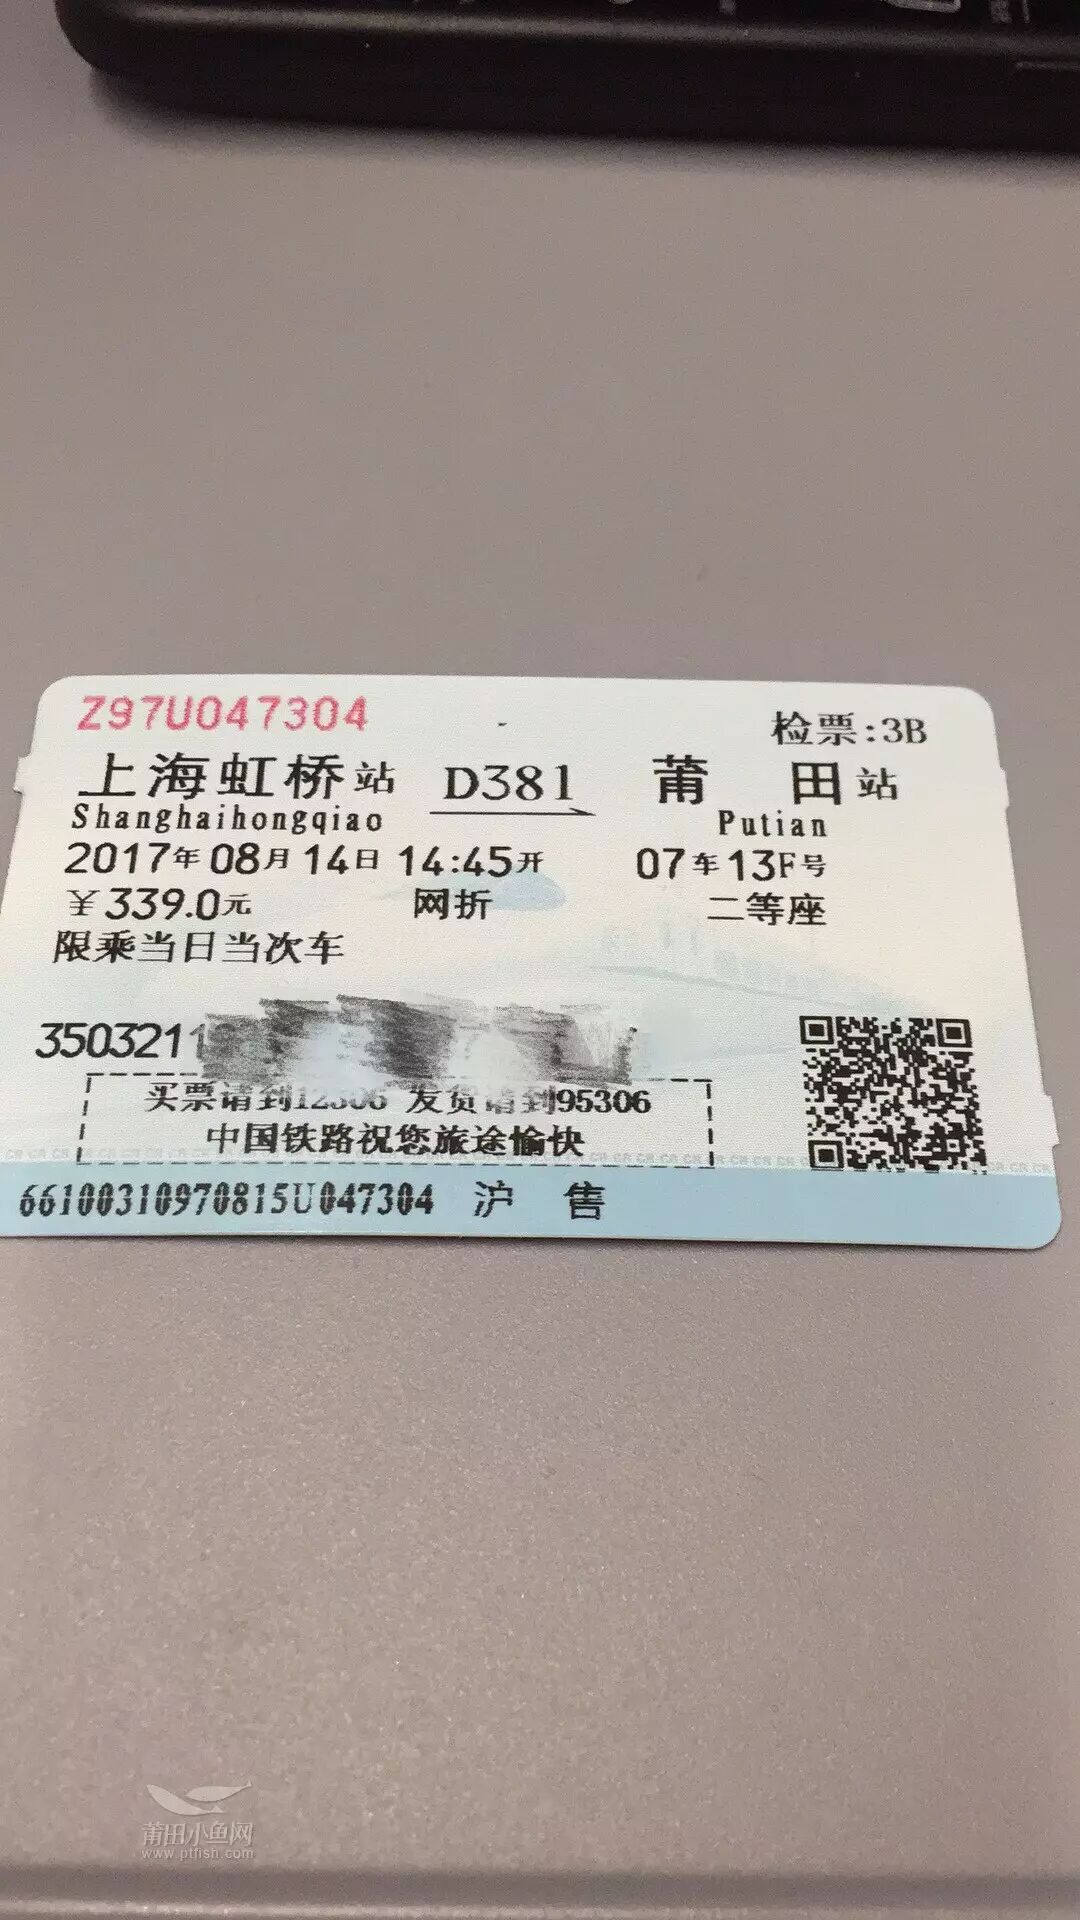 Z97U047304 检票:3B
上海虹桥站 D381 莆田站
Shanghaihongqiao Putian
2017年08月14日 14:45开 07车13F号
￥339.0元 网折 二等座
限乘当日当次车
3503211
买票请到12306 发货请到95306
中国铁路祝您旅途愉快
66100310970815U047304 沪售
莆田小鱼网
www.ptfish.com